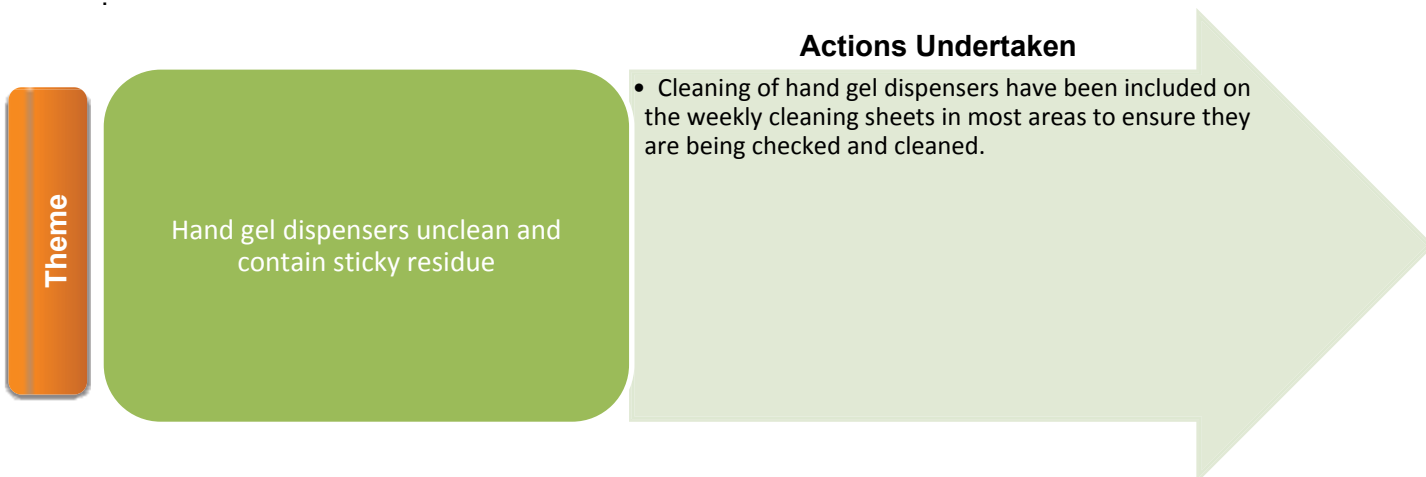 .
Actions Undertaken
Theme
Hand gel dispensers unclean and
contain sticky residue
• Cleaning of hand gel dispensers have been included on
the weekly cleaning sheets in most areas to ensure they
are being checked and cleaned.